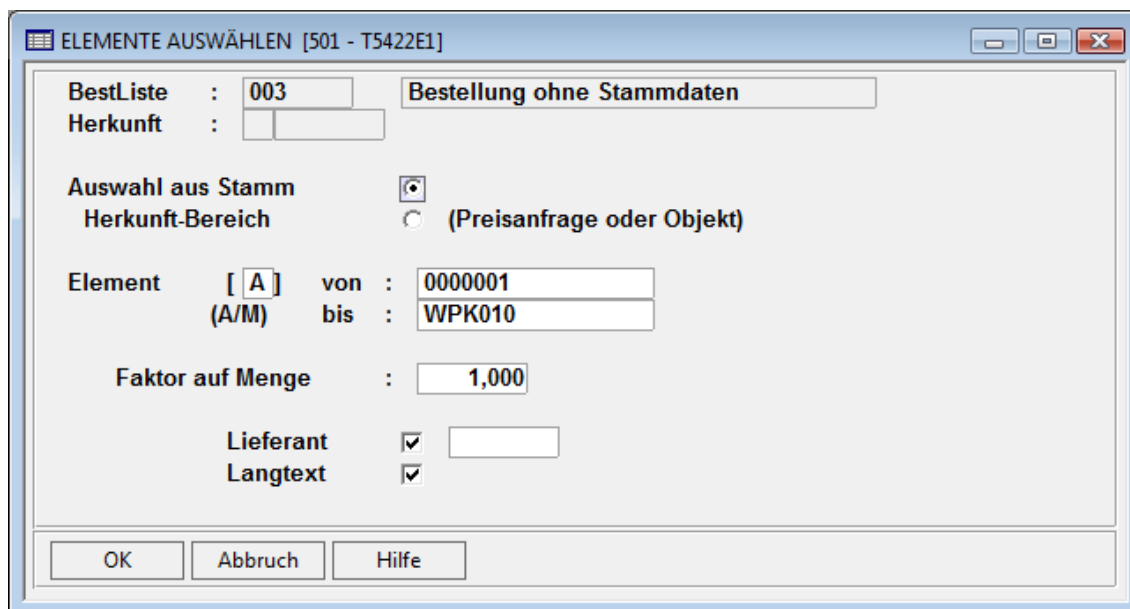 ELEMENTE AUSWÄHLEN [501 - T5422E1]
BestListe : 003 Bestellung ohne Stammdaten
Herkunft :
Auswahl aus Stamm
Herkunft-Bereich (Preisanfrage oder Objekt)
Element [ A ] von : 0000001
(A/M) bis : WPK010
Faktor auf Menge : 1,000
Lieferant
Langtext
OK Abbruch Hilfe